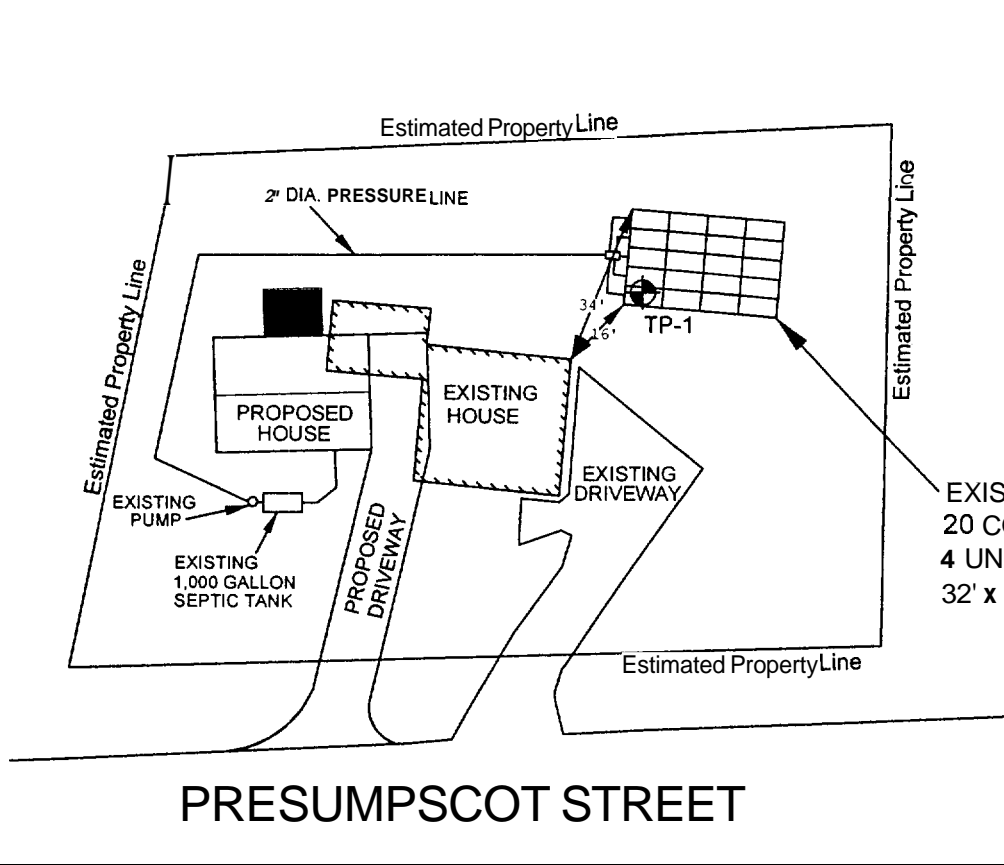 Estimated Property Line
2" DIA. PRESSURE LINE
Estimated Property Line
Estimated Property Line
34'
16'
TP-1
EXISTING
HOUSE
PROPOSED
HOUSE
EXISTING
DRIVEWAY
EXISTING
PUMP
EXISTING
1,000 GALLON
SEPTIC TANK
PROPOSED
DRIVEWAY
EXIS
20 CO
4 UN
32' x
Estimated Property Line
PRESUMPSCOT STREET